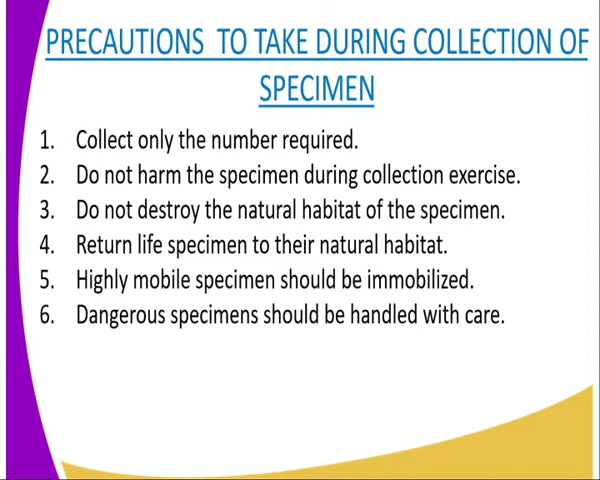 PRECAUTIONS TO TAKE DURING COLLECTION OF
SPECIMEN
1. Collect only the number required.
2. Do not harm the specimen during collection exercise.
3. Do not destroy the natural habitat of the specimen.
4. Return life specimen to their natural habitat.
5. Highly mobile specimen should be immobilized.
6. Dangerous specimens should be handled with care.